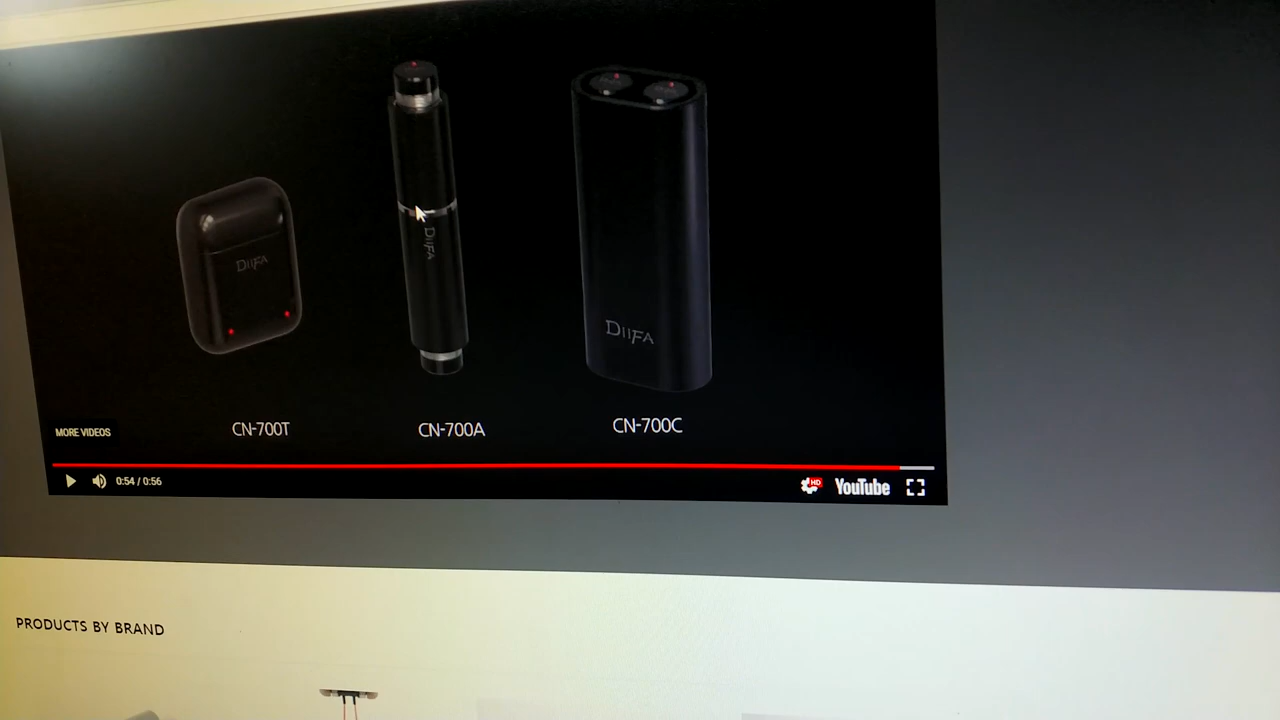 DIIFA
DIIFA
DIIFA
CN-700T
CN-700A
CN-700C
MORE VIDEOS
0:54 / 0:56
HD
YouTube
PRODUCTS BY BRAND